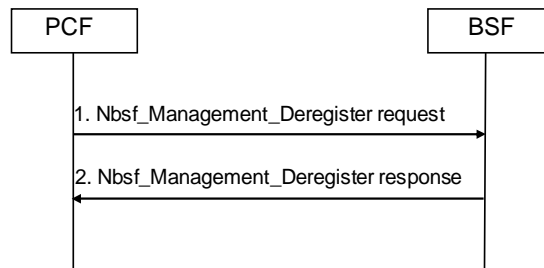 PCF
BSF
1. Nbsf_Management_Deregister request
2. Nbsf_Management_Deregister response